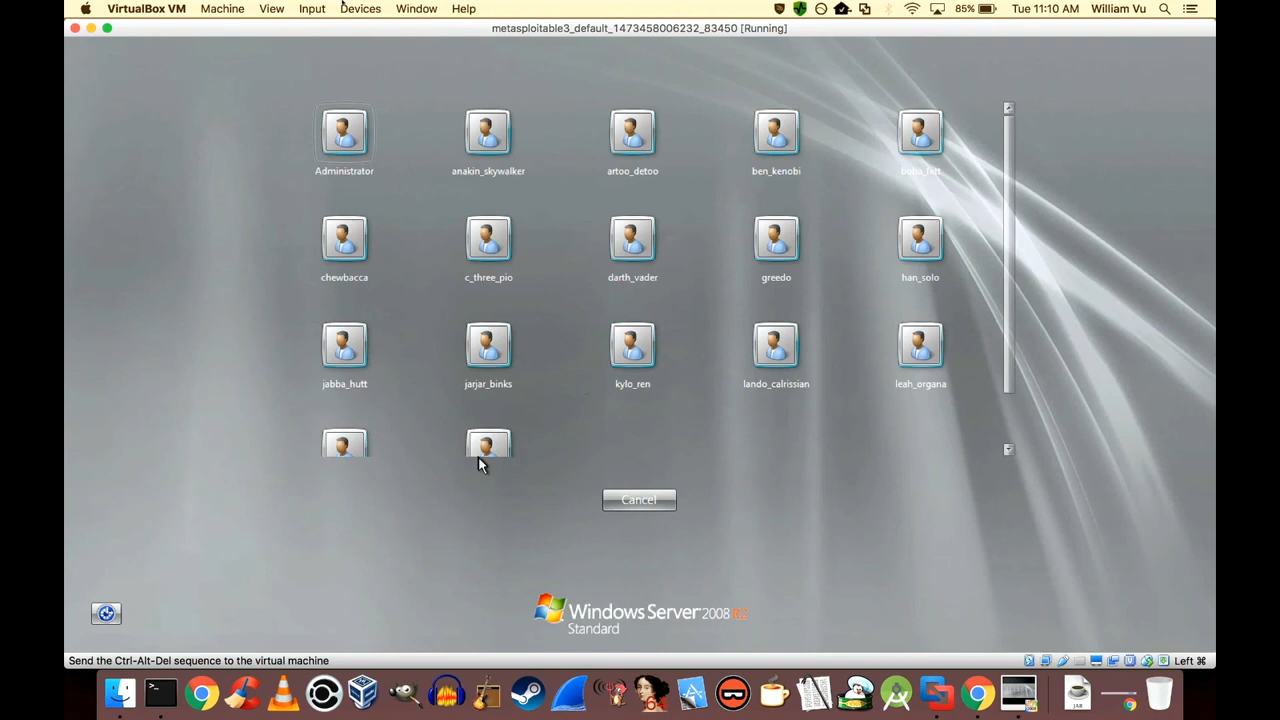 VirtualBox VM Machine View Input Devices Window Help 85% Tue 11:10 AM William Vu
metasploitable3_default_1473458006232_83450 [Running]
Administrator anakin_skywalker artoo_detoo ben_kenobi boba_fett
chewbacca c_three_pio darth_vader greedo han_solo
jabba_hutt jarjar_binks kylo_ren lando_calrissian leah_organa
Cancel
Windows Server 2008 R2
Standard
Send the Ctrl-Alt-Del sequence to the virtual machine Left ⌘